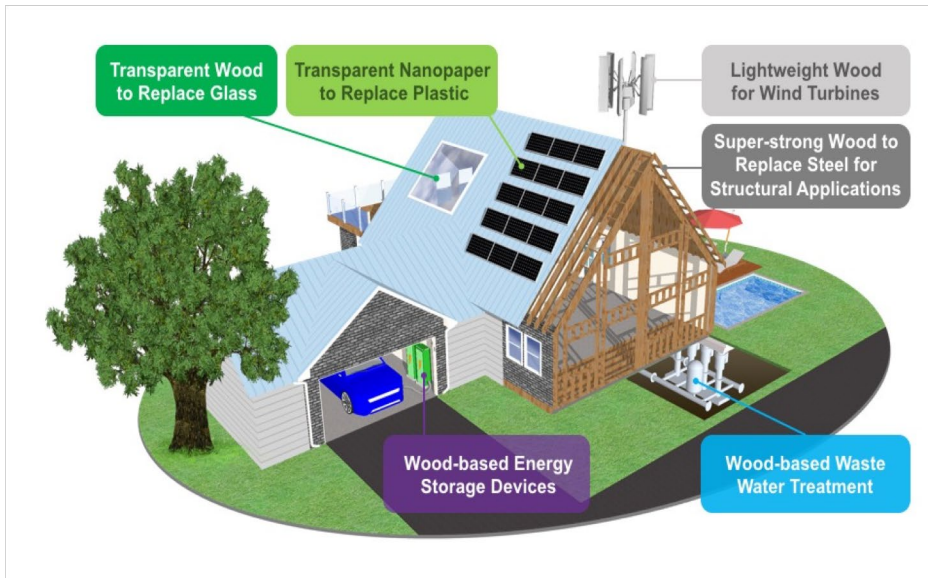 Transparent Wood
to Replace Glass
Transparent Nanopaper
to Replace Plastic
Lightweight Wood
for Wind Turbines
Super-strong Wood to
Replace Steel for
Structural Applications
Wood-based Energy
Storage Devices
Wood-based Waste
Water Treatment